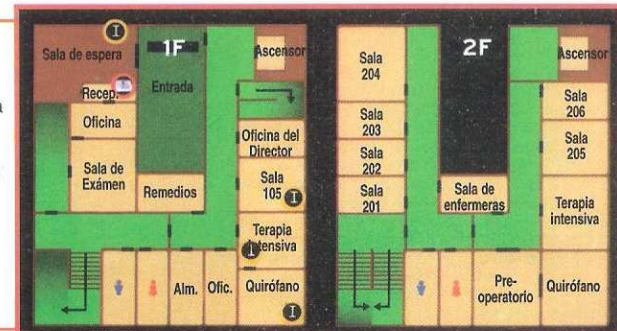 a
1F
Sala de espera
Recep.
Entrada
Ascensor
Oficina
Oficina del
Director
Sala de
Exámen
Remedios
Sala
105
Terapia
intensiva
Alm.
Ofic.
Quirófano
I
I
I
I
2F
Sala
204
Ascensor
Sala
203
Sala
206
Sala
202
Sala
205
Sala
201
Sala de
enfermeras
Terapia
intensiva
Pre-
operatorio
Quirófano